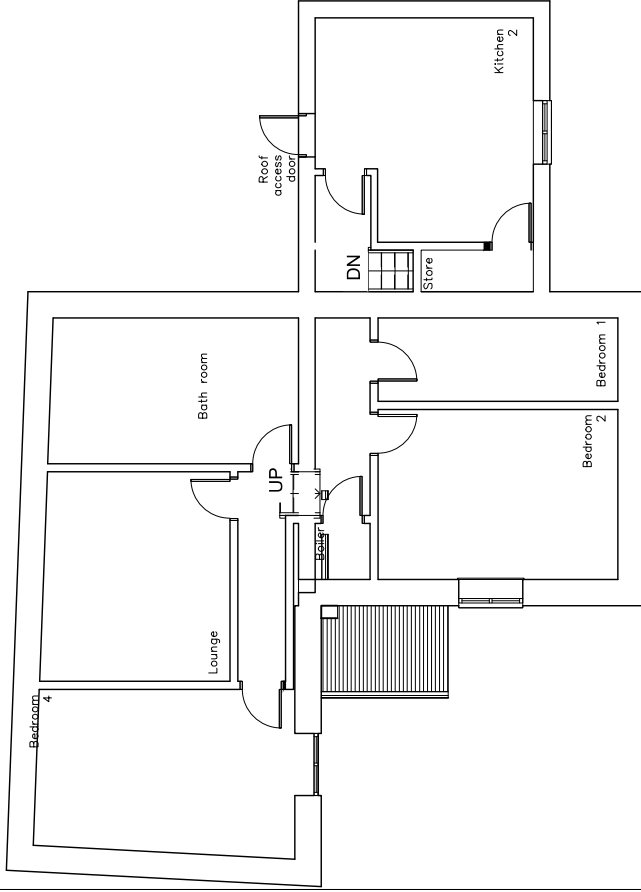 Kitchen
2
Roof
access
door
DN
Store
Bath room
Bedroom 1
Bedroom
2
UP
Boiler
Lounge
Bedroom
4